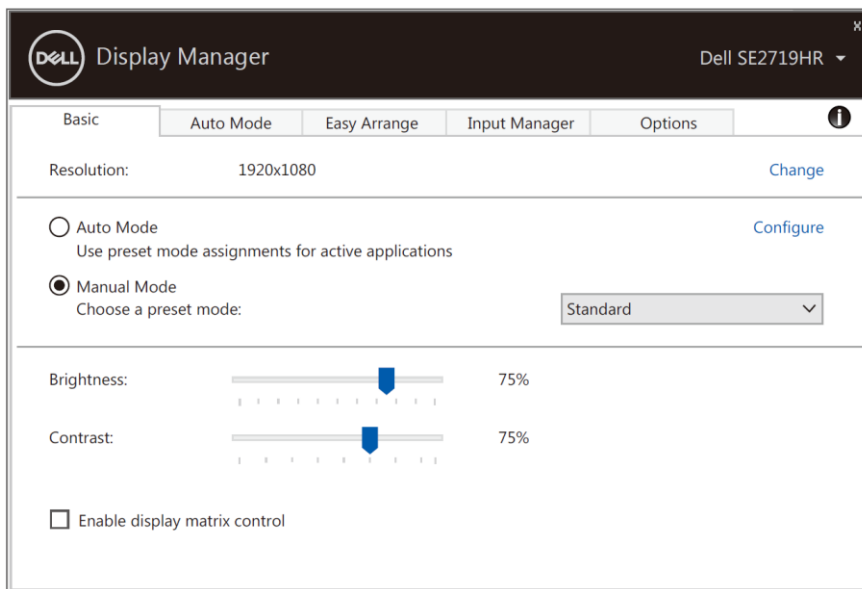 X
DELL Display Manager
Dell SE2719HR
Basic Auto Mode Easy Arrange Input Manager Options i
Resolution: 1920x1080 Change
Auto Mode Configure
Use preset mode assignments for active applications
Manual Mode
Choose a preset mode: Standard
Brightness: 75%
Contrast: 75%
Enable display matrix control